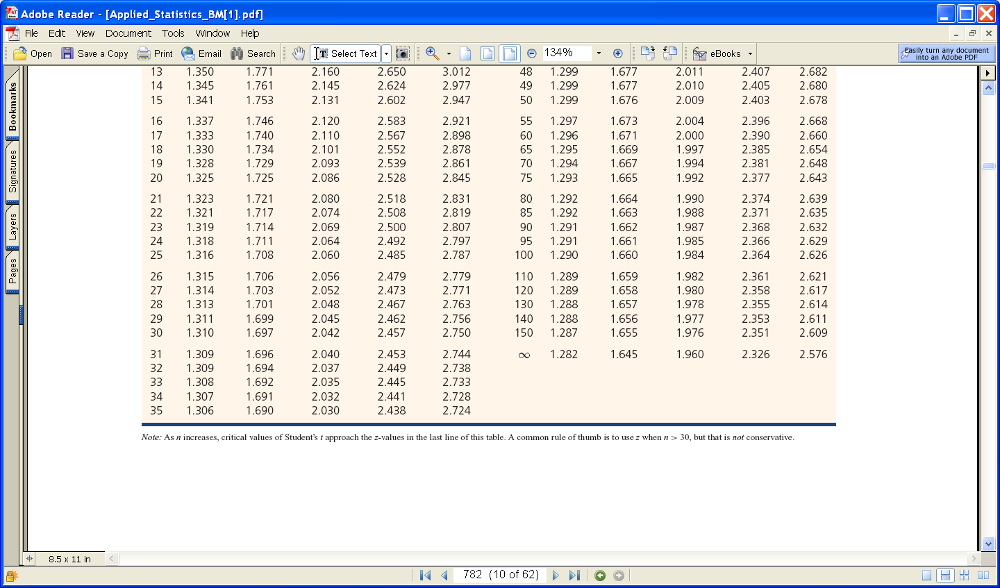 Adobe Reader - [Applied_Statistics_BM[1].pdf]
File Edit View Document Tools Window Help
Open Save a Copy Print Email Search Select Text 134% eBooks Easily turn any document into an Adobe PDF
Bookmarks
Signatures
Layers
Pages
13 1.350 1.771 2.160 2.650 3.012 48 1.299 1.677 2.011 2.407 2.682
14 1.345 1.761 2.145 2.624 2.977 49 1.299 1.677 2.010 2.405 2.680
15 1.341 1.753 2.131 2.602 2.947 50 1.299 1.676 2.009 2.403 2.678
16 1.337 1.746 2.120 2.583 2.921 55 1.297 1.673 2.004 2.396 2.668
17 1.333 1.740 2.110 2.567 2.898 60 1.296 1.671 2.000 2.390 2.660
18 1.330 1.734 2.101 2.552 2.878 65 1.295 1.669 1.997 2.385 2.654
19 1.328 1.729 2.093 2.539 2.861 70 1.294 1.667 1.994 2.381 2.648
20 1.325 1.725 2.086 2.528 2.845 75 1.293 1.665 1.992 2.377 2.643
21 1.323 1.721 2.080 2.518 2.831 80 1.292 1.664 1.990 2.374 2.639
22 1.321 1.717 2.074 2.508 2.819 85 1.292 1.663 1.988 2.371 2.635
23 1.319 1.714 2.069 2.500 2.807 90 1.291 1.662 1.987 2.368 2.632
24 1.318 1.711 2.064 2.492 2.797 95 1.291 1.661 1.985 2.366 2.629
25 1.316 1.708 2.060 2.485 2.787 100 1.290 1.660 1.984 2.364 2.626
26 1.315 1.706 2.056 2.479 2.779 110 1.289 1.659 1.982 2.361 2.621
27 1.314 1.703 2.052 2.473 2.771 120 1.289 1.658 1.980 2.358 2.617
28 1.313 1.701 2.048 2.467 2.763 130 1.288 1.657 1.978 2.355 2.614
29 1.311 1.699 2.045 2.462 2.756 140 1.288 1.656 1.977 2.353 2.611
30 1.310 1.697 2.042 2.457 2.750 150 1.287 1.655 1.976 2.351 2.609
31 1.309 1.696 2.040 2.453 2.744 ∞ 1.282 1.645 1.960 2.326 2.576
32 1.309 1.694 2.037 2.449 2.738
33 1.308 1.692 2.035 2.445 2.733
34 1.307 1.691 2.032 2.441 2.728
35 1.306 1.690 2.030 2.438 2.724
Note: As n increases, critical values of Student's t approach the z-values in the last line of this table. A common rule of thumb is to use z when n > 30, but that is not conservative.
8.5 x 11 in
782 (10 of 62)